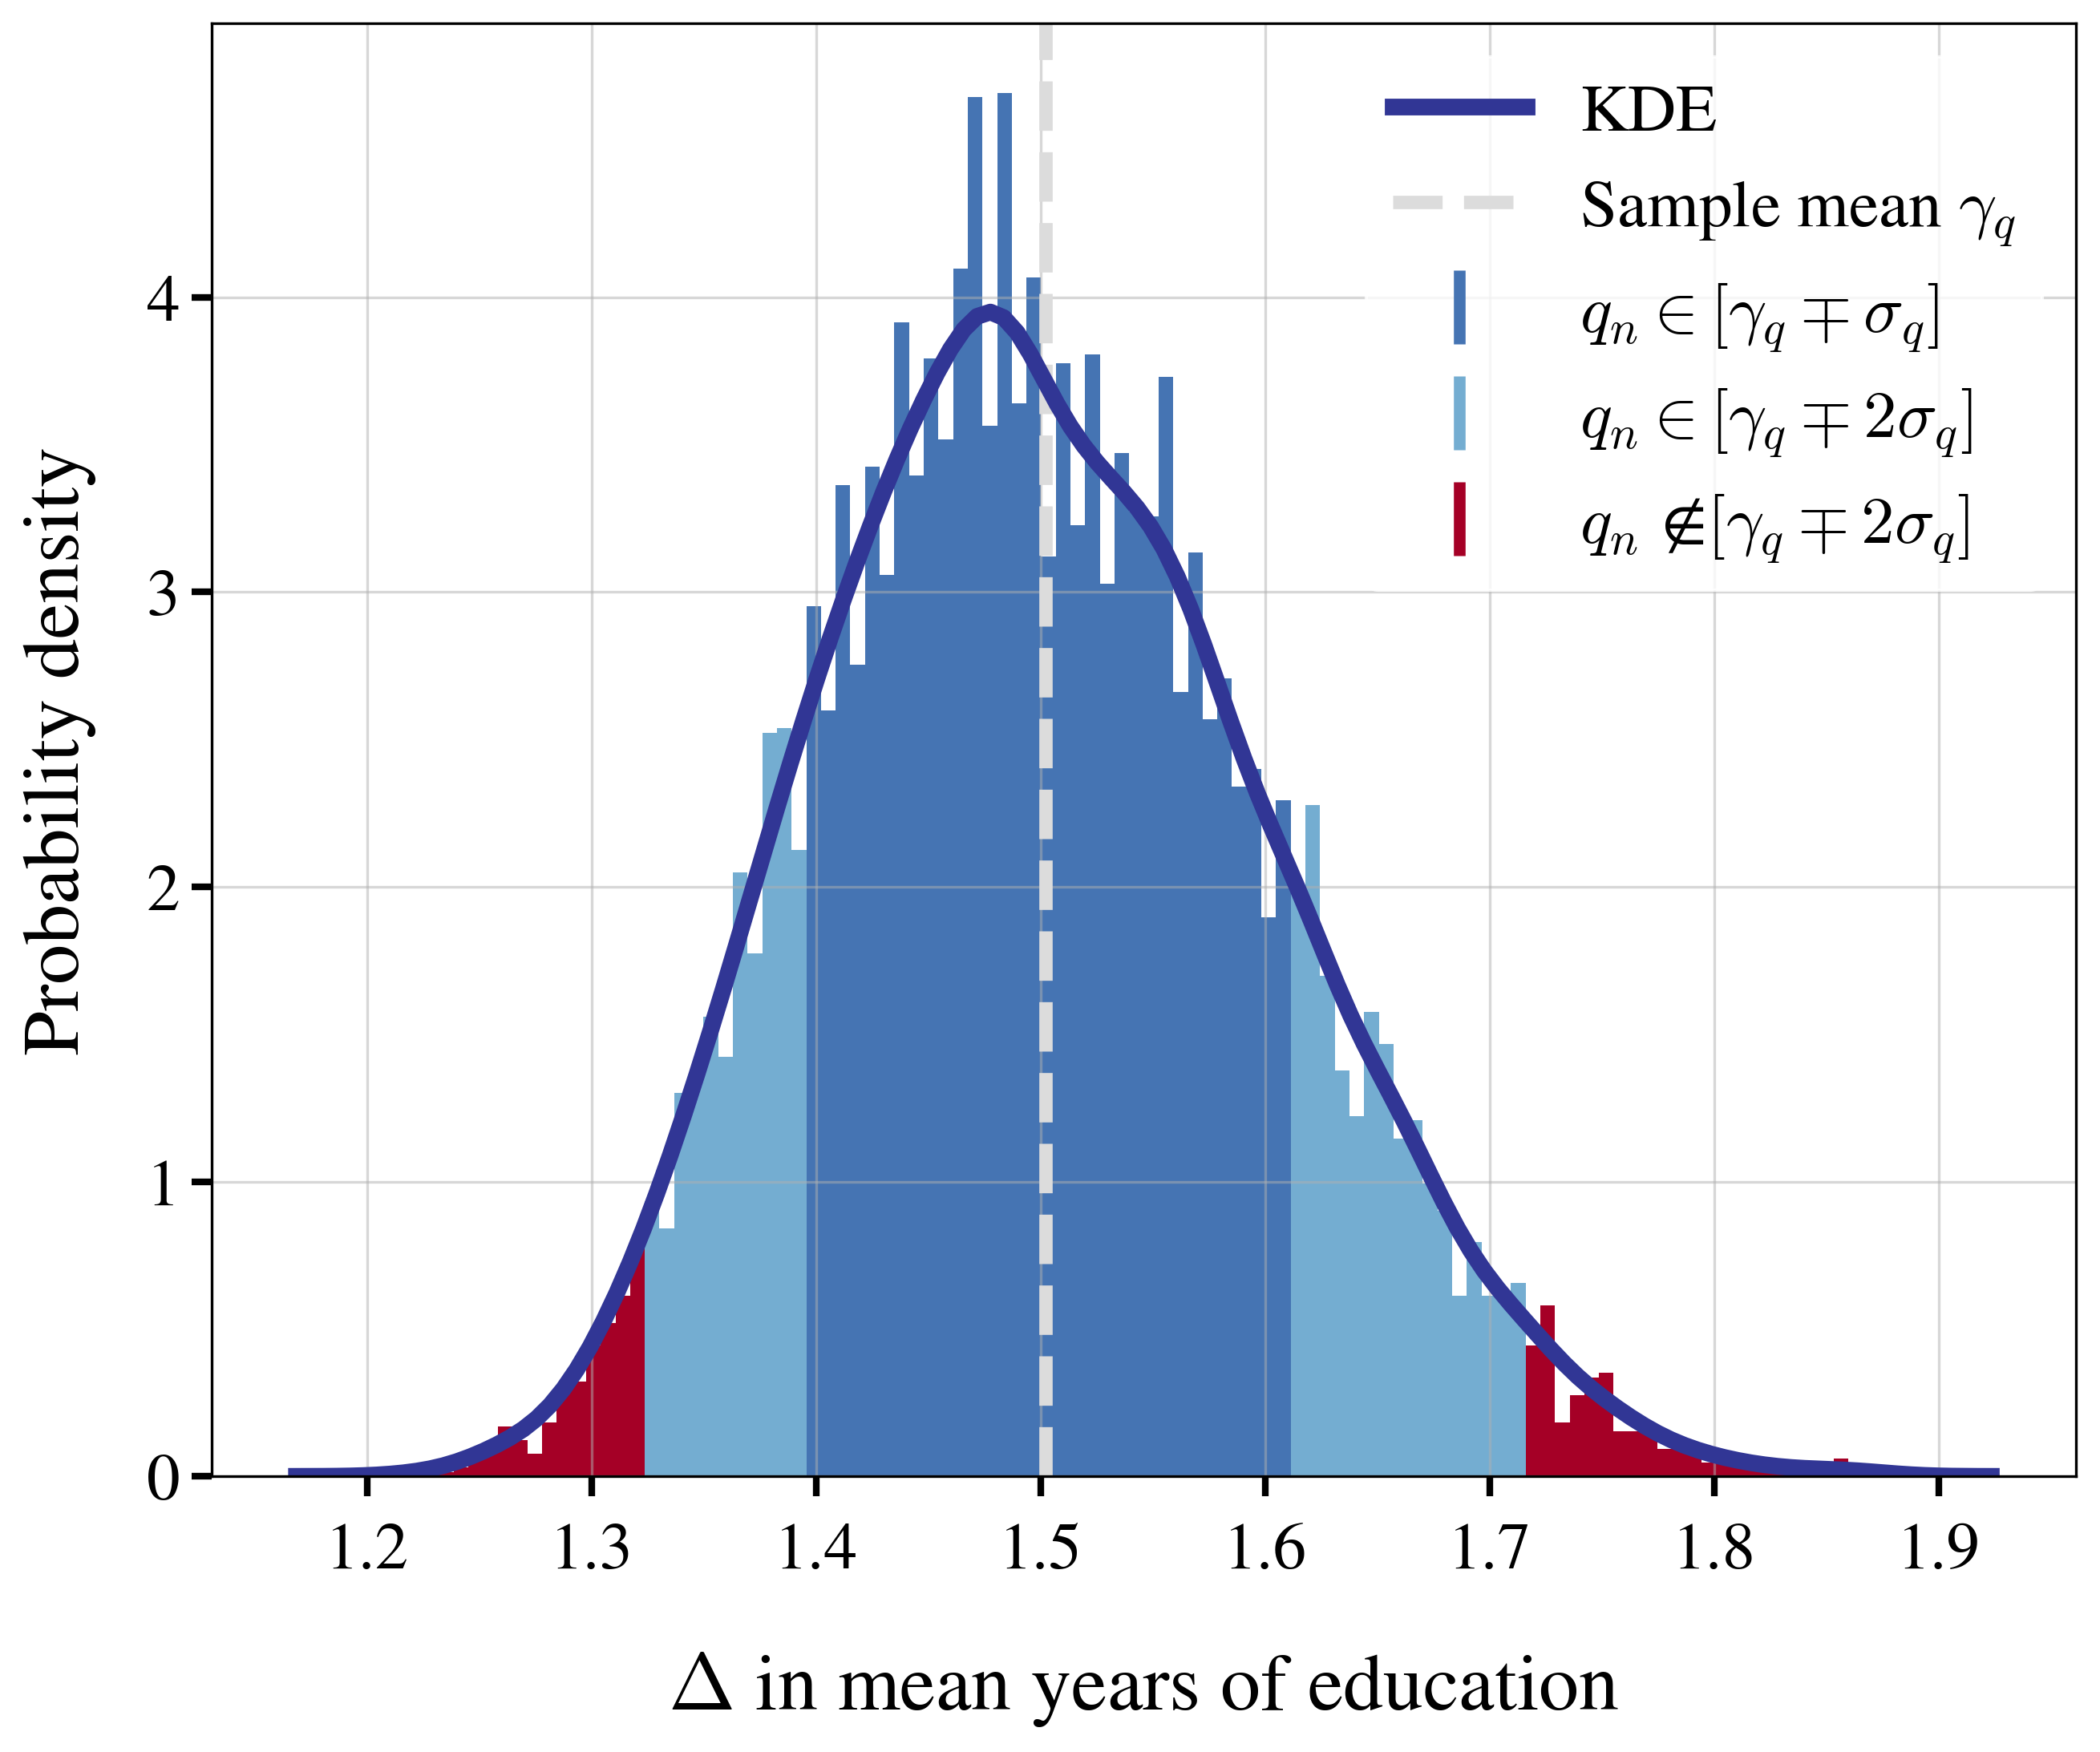 KDE
Sample mean γq
qn ∈ [γq ∓ σq]
qn ∈ [γq ∓ 2σq]
qn ∉[γq ∓ 2σq]
Probability density
4
3
2
1
0
1.2 1.3 1.4 1.5 1.6 1.7 1.8 1.9
Δ in mean years of education